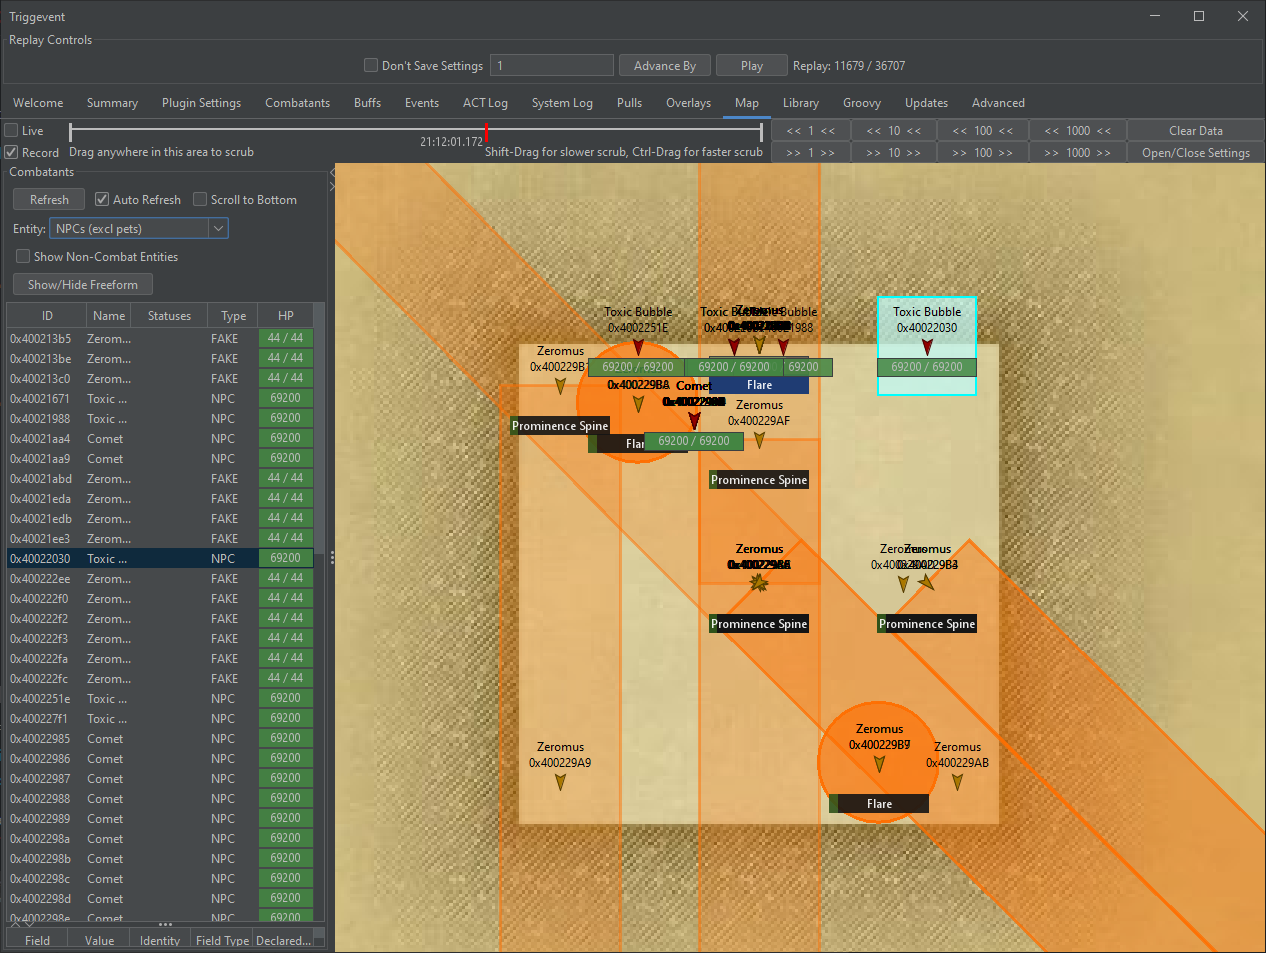 Triggevent
Replay Controls
Don't Save Settings 1 Advance By Play Replay: 11679 / 36707
Welcome Summary Plugin Settings Combatants Buffs Events ACT Log System Log Pulls Overlays Map Library Groovy Updates Advanced
Live
21:12:01.172
<< 1 << << 10 << << 100 << << 1000 << Clear Data
Record Drag anywhere in this area to scrub Shift-Drag for slower scrub, Ctrl-Drag for faster scrub
>> 1 >> >> 10 >> >> 100 >> >> 1000 >> Open/Close Settings
Combatants
Refresh Auto Refresh Scroll to Bottom
Entity: NPCs (excl pets)
Show Non-Combat Entities
Show/Hide Freeform
ID Name Statuses Type HP
0x400213b5 Zerom... FAKE 44 / 44
0x400213be Zerom... FAKE 44 / 44
0x400213c0 Zerom... FAKE 44 / 44
0x40021671 Toxic ... NPC 69200
0x40021988 Toxic ... NPC 69200
0x40021aa4 Comet NPC 69200
0x40021aa9 Comet NPC 69200
0x40021abd Zerom... FAKE 44 / 44
0x40021eda Zerom... FAKE 44 / 44
0x40021edb Zerom... FAKE 44 / 44
0x40021ee3 Zerom... FAKE 44 / 44
0x40022030 Toxic ... NPC 69200
0x400222ee Zerom... FAKE 44 / 44
0x400222f0 Zerom... FAKE 44 / 44
0x400222f2 Zerom... FAKE 44 / 44
0x400222f3 Zerom... FAKE 44 / 44
0x400222fa Zerom... FAKE 44 / 44
0x400222fc Zerom... FAKE 44 / 44
0x4002251e Toxic ... NPC 69200
0x400227f1 Toxic ... NPC 69200
0x40022985 Comet NPC 69200
0x40022986 Comet NPC 69200
0x40022987 Comet NPC 69200
0x40022988 Comet NPC 69200
0x40022989 Comet NPC 69200
0x4002298a Comet NPC 69200
0x4002298b Comet NPC 69200
0x4002298c Comet NPC 69200
0x4002298d Comet NPC 69200
0x4002298e Comet NPC 69200
Field Value Identity Field Type Declared...
Toxic Bubble
0x4002251E
Zeromus
Bubble
Toxic Bubble
0x40022030
69200 / 69200
69200 / 69200
69200
69200 / 69200
Zeromus
Flare
Comet
Zeromus
0x400229AF
Prominence Spine
69200 / 69200
Prominence Spine
Zeromus
Zeromus
Prominence Spine
Prominence Spine
Zeromus
0x400229A9
Zeromus
Zeromus
0x400229AB
Flare